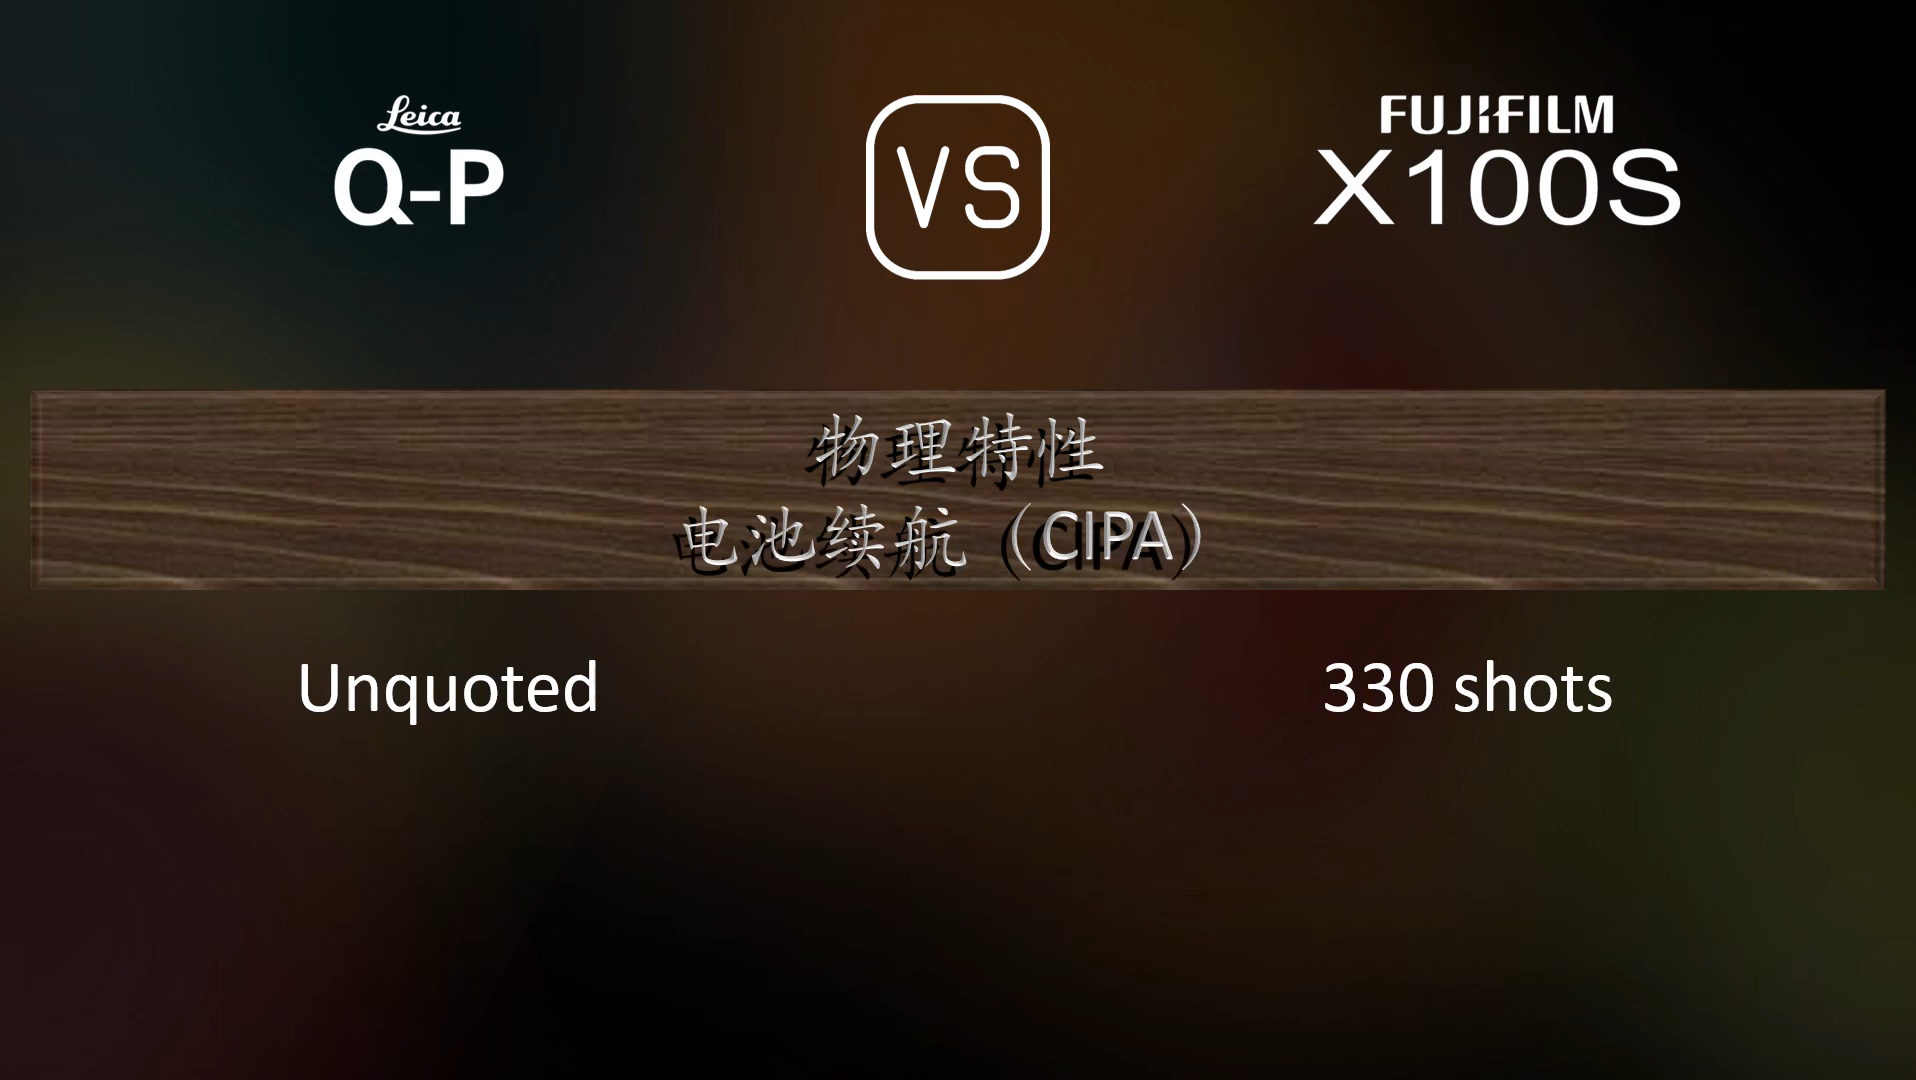 Leica
Q-P
VS
FUJIFILM
X100S
物理特性
电池续航（CIPA）
Unquoted
330 shots